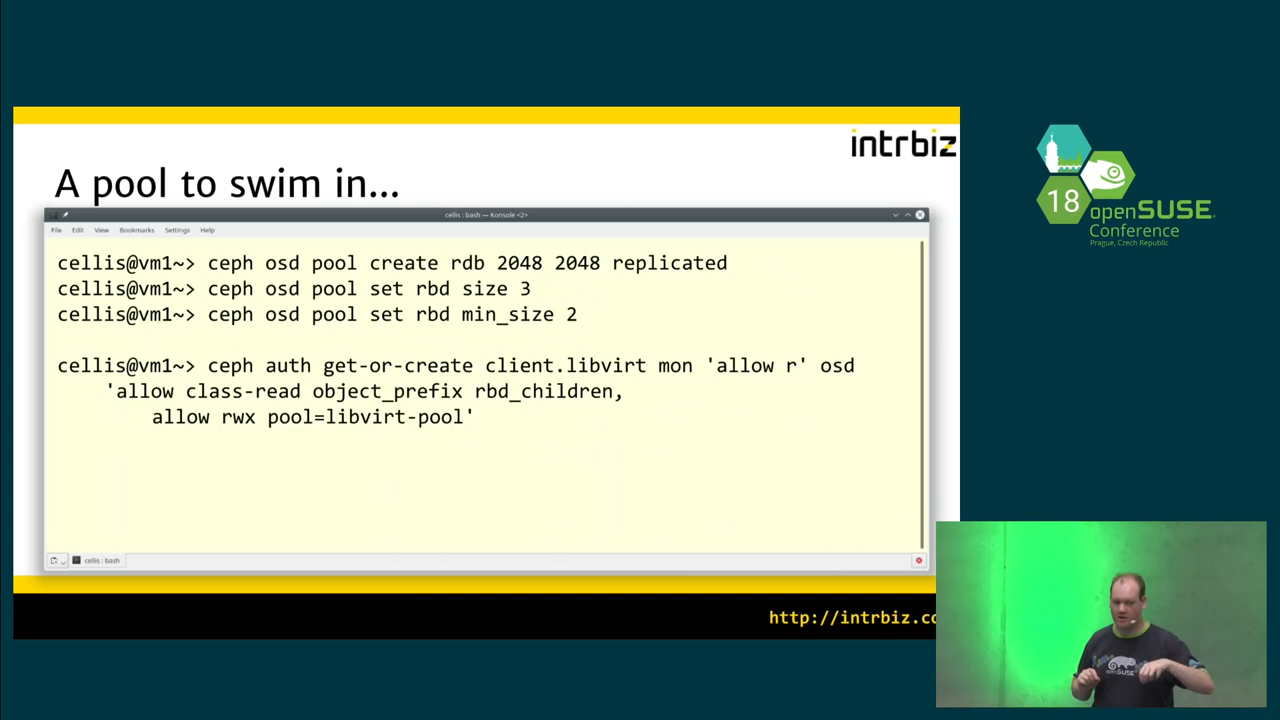 intrbiz
A pool to swim in...
cellis : bash — Konsole <2>
File Edit View Bookmarks Settings Help
cellis@vm1~> ceph osd pool create rdb 2048 2048 replicated
cellis@vm1~> ceph osd pool set rbd size 3
cellis@vm1~> ceph osd pool set rbd min_size 2
cellis@vm1~> ceph auth get-or-create client.libvirt mon 'allow r' osd
'allow class-read object_prefix rbd_children,
allow rwx pool=libvirt-pool'
cellis : bash
http://intrbiz.co
18
openSUSE
Conference
Prague, Czech Republic
openSUSE